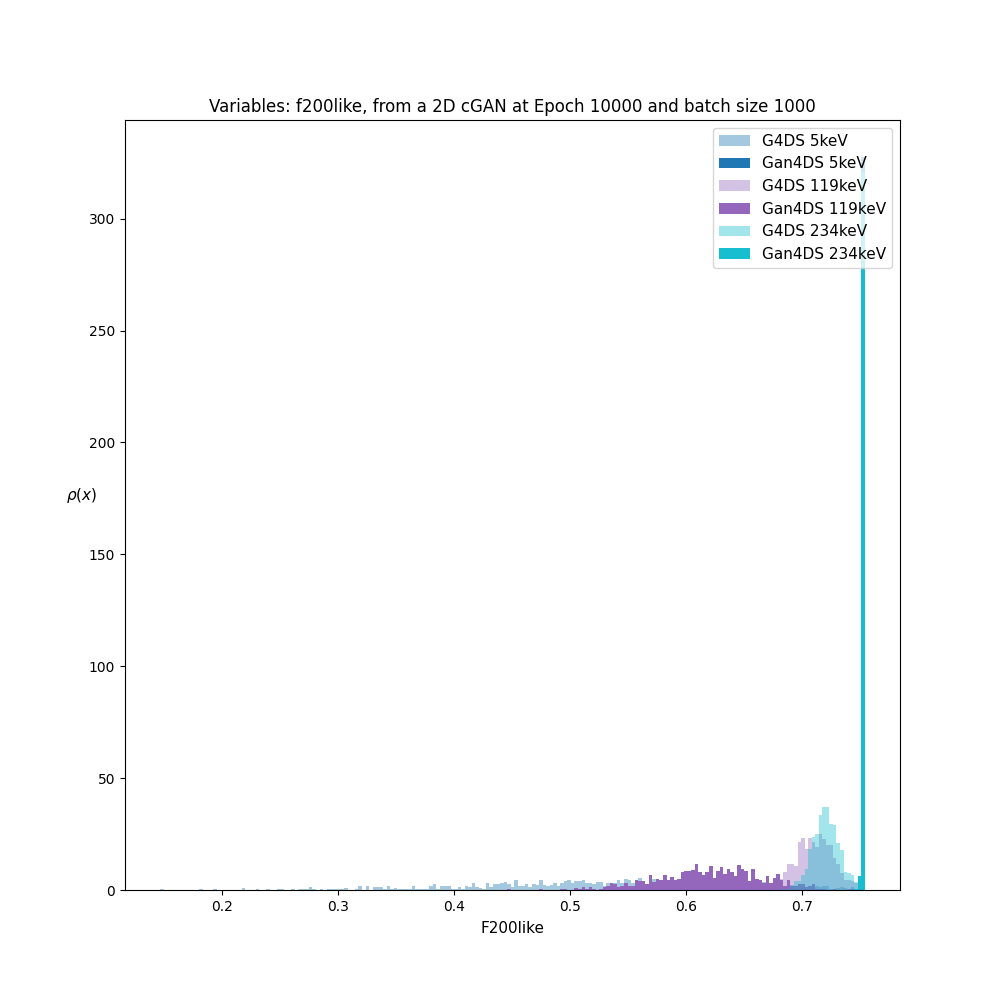 Variables: f200like, from a 2D cGAN at Epoch 10000 and batch size 1000
G4DS 5keV
Gan4DS 5keV
G4DS 119keV
Gan4DS 119keV
G4DS 234keV
Gan4DS 234keV
300
250
200
150
100
50
0
ρ(x)
0.2 0.3 0.4 0.5 0.6 0.7
F200like